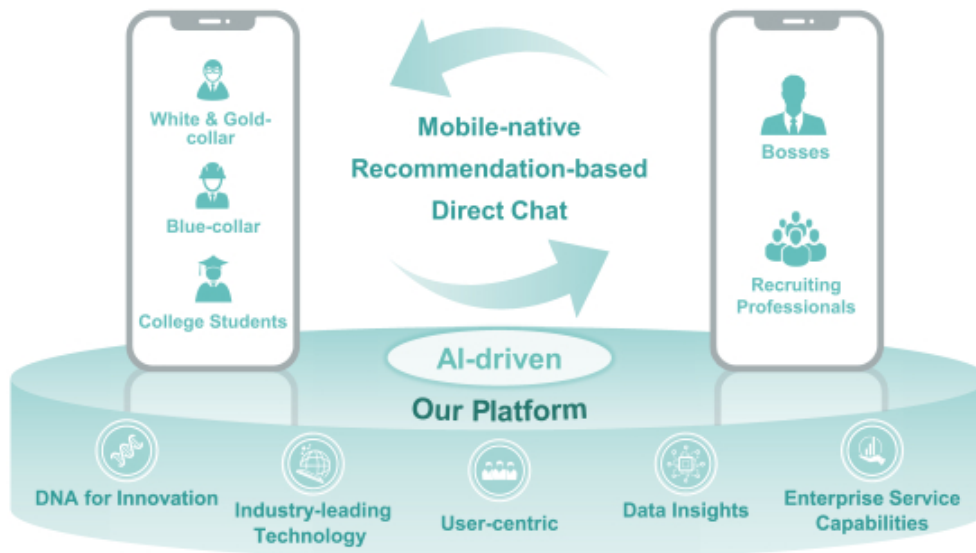 White & Gold-
collar
Blue-collar
College Students
Mobile-native
Recommendation-based
Direct Chat
Bosses
Recruiting
Professionals
AI-driven
Our Platform
DNA for Innovation
Industry-leading
Technology
User-centric
Data Insights
Enterprise Service
Capabilities